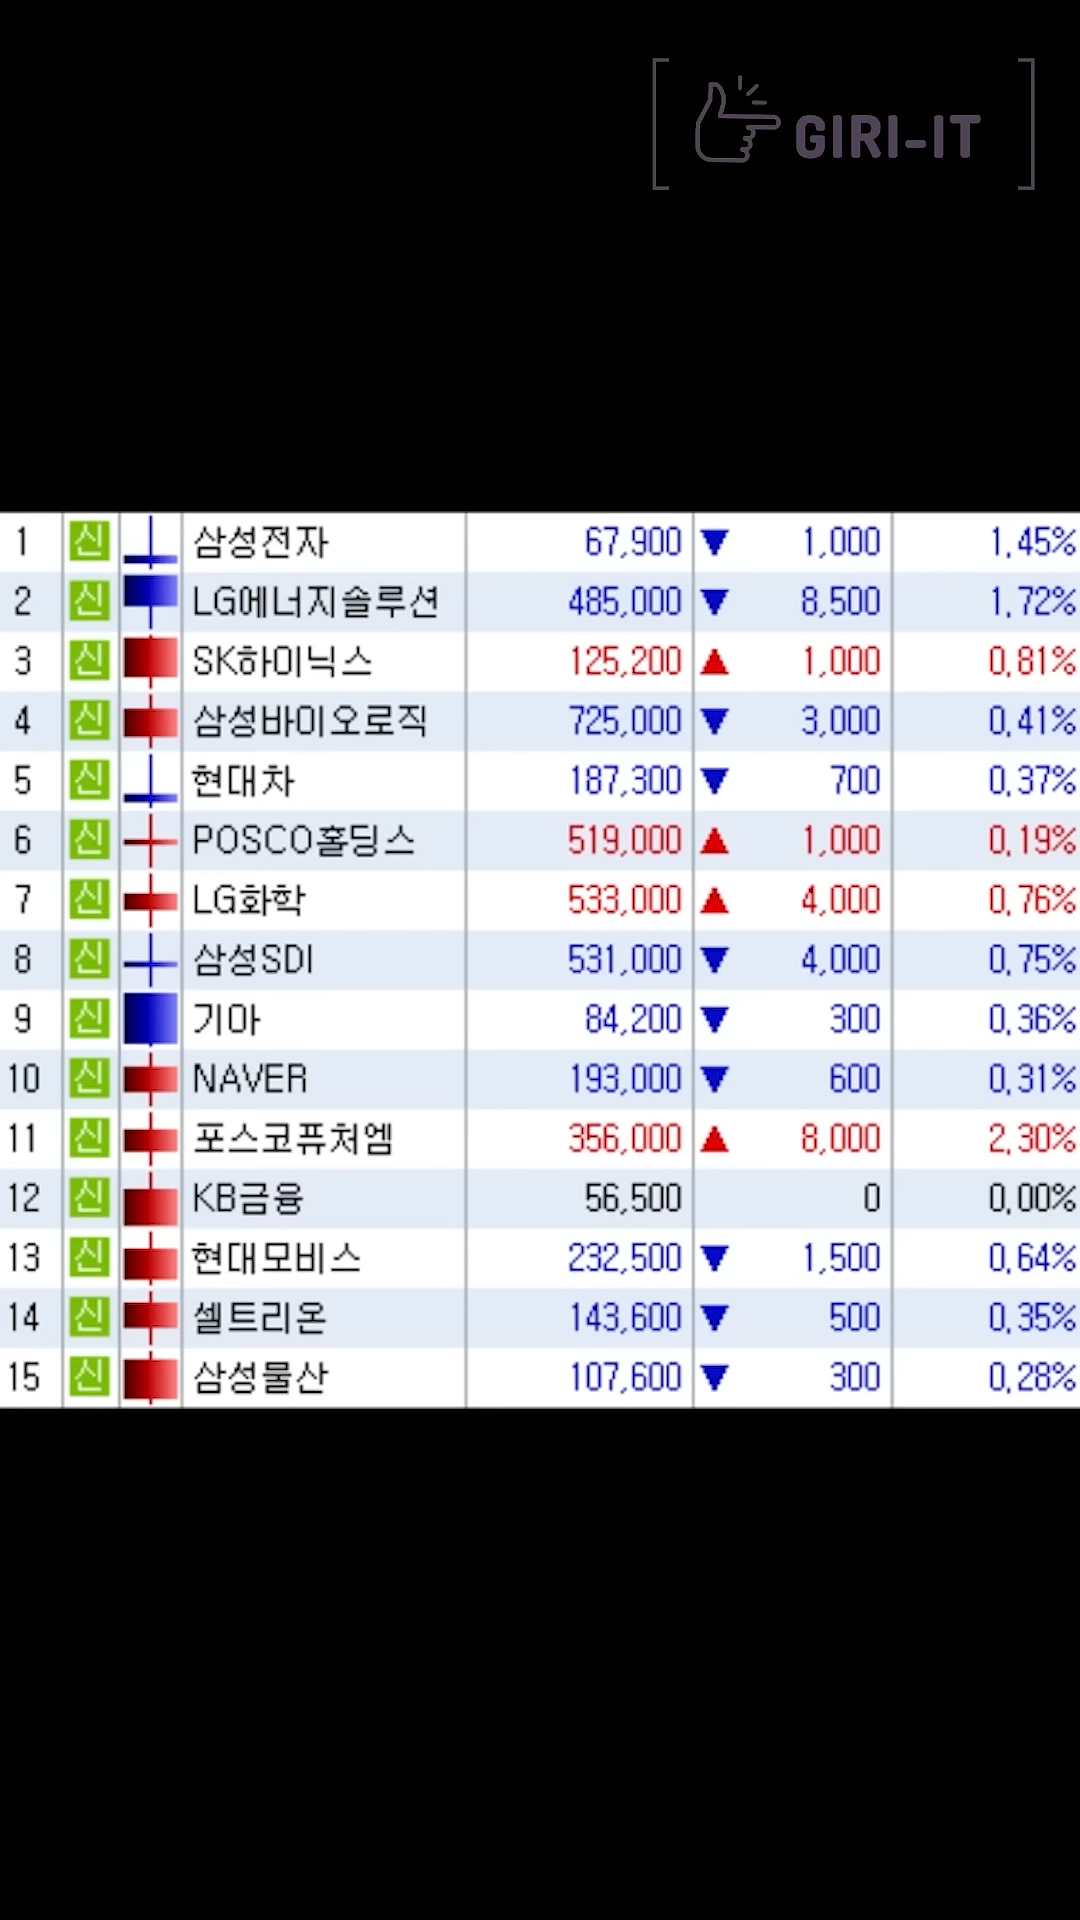 GIRI-IT
1 신 삼성전자 67,900 ▼ 1,000 1.45%
2 신 LG에너지솔루션 485,000 ▼ 8,500 1.72%
3 신 SK하이닉스 125,200 ▲ 1,000 0.81%
4 신 삼성바이오로직 725,000 ▼ 3,000 0.41%
5 신 현대차 187,300 ▼ 700 0.37%
6 신 POSCO홀딩스 519,000 ▲ 1,000 0.19%
7 신 LG화학 533,000 ▲ 4,000 0.76%
8 신 삼성SDI 531,000 ▼ 4,000 0.75%
9 신 기아 84,200 ▼ 300 0.36%
10 신 NAVER 193,000 ▼ 600 0.31%
11 신 포스코퓨처엠 356,000 ▲ 8,000 2.30%
12 신 KB금융 56,500 0 0.00%
13 신 현대모비스 232,500 ▼ 1,500 0.64%
14 신 셀트리온 143,600 ▼ 500 0.35%
15 신 삼성물산 107,600 ▼ 300 0.28%